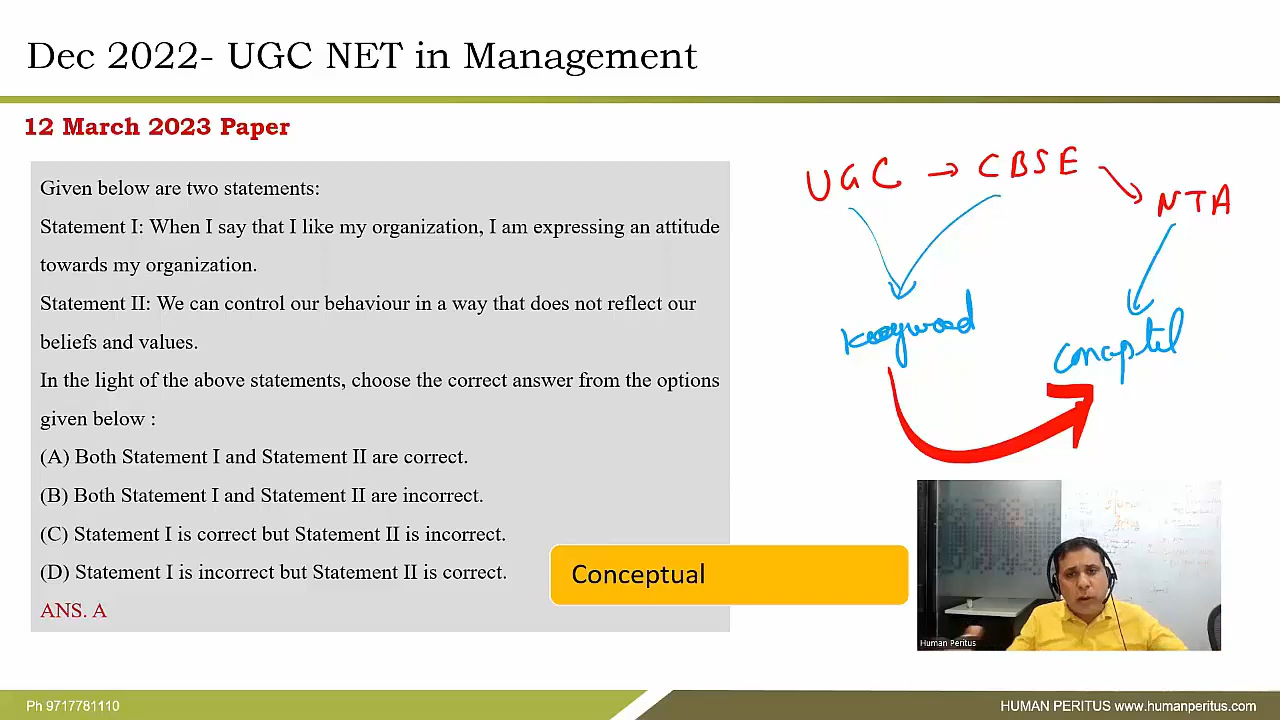 Dec 2022- UGC NET in Management
12 March 2023 Paper
Given below are two statements:
Statement I: When I say that I like my organization, I am expressing an attitude
towards my organization.
Statement II: We can control our behaviour in a way that does not reflect our
beliefs and values.
In the light of the above statements, choose the correct answer from the options
given below :
(A) Both Statement I and Statement II are correct.
(B) Both Statement I and Statement II are incorrect.
(C) Statement I is correct but Statement II is incorrect.
(D) Statement I is incorrect but Statement II is correct.
ANS. A
UGC → CBSE
NTA
keyword
Conceptual
Human Peritus
Ph 9717781110
HUMAN PERITUS www.humanperitus.com